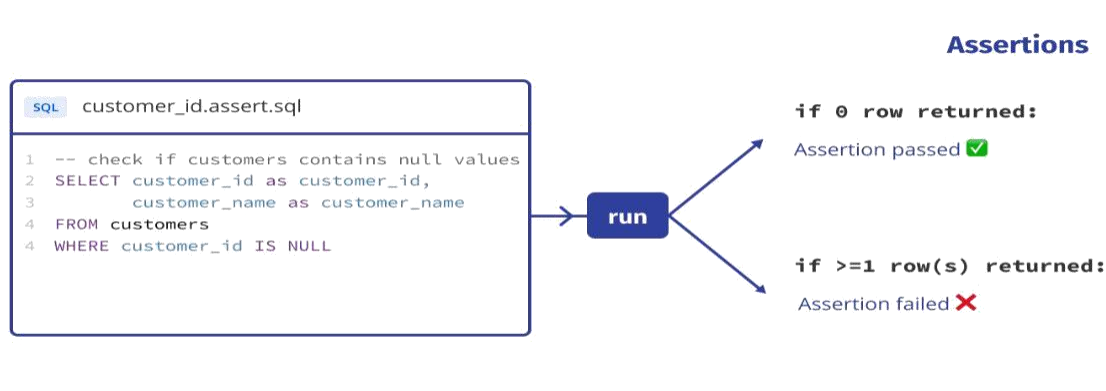 Assertions
SQL customer_id.assert.sql
1 -- check if customers contains null values
2 SELECT customer_id as customer_id,
3 customer_name as customer_name
4 FROM customers
4 WHERE customer_id IS NULL
run
if 0 row returned:
Assertion passed ✅
if >=1 row(s) returned:
Assertion failed ❌